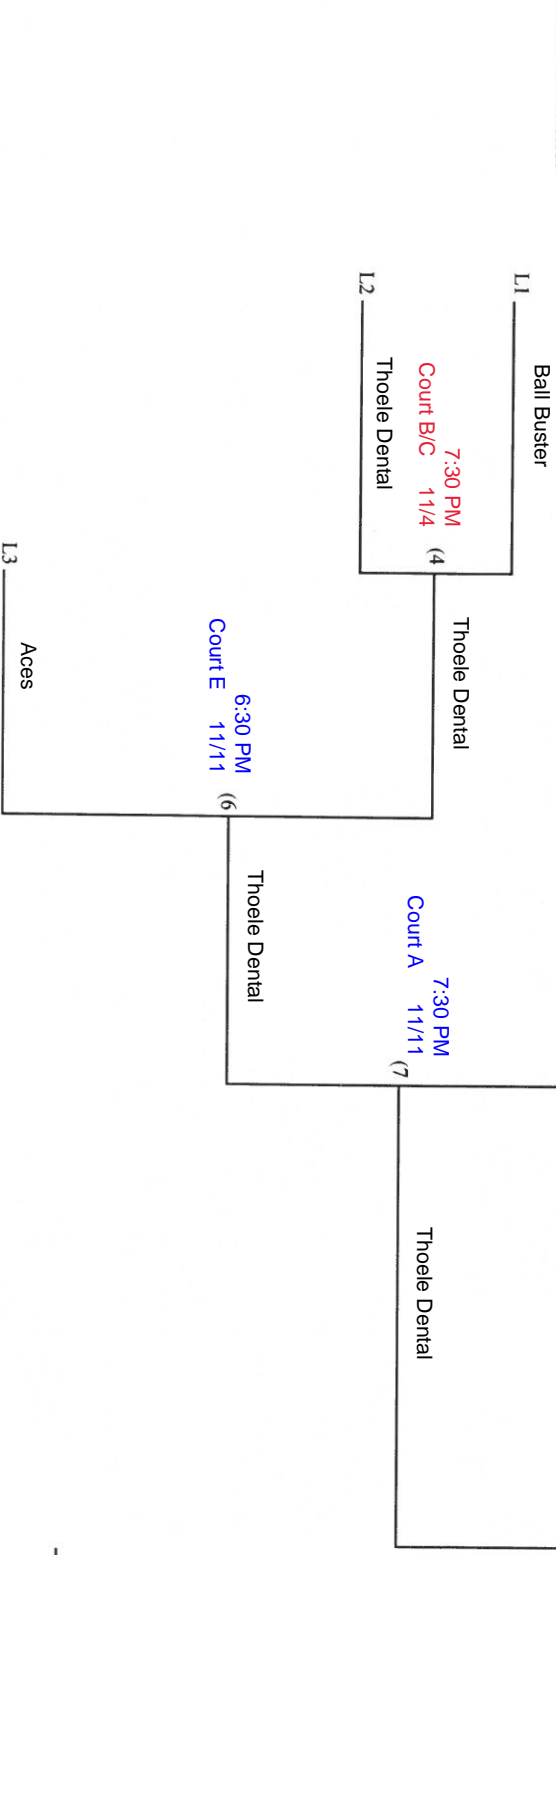 L1
Ball Buster
7:30 PM
Court B/C 11/4
(4
L2
Thoele Dental
Thoele Dental
6:30 PM
Court E 11/11
(6
L3
Aces
Thoele Dental
7:30 PM
Court A 11/11
(7
Thoele Dental